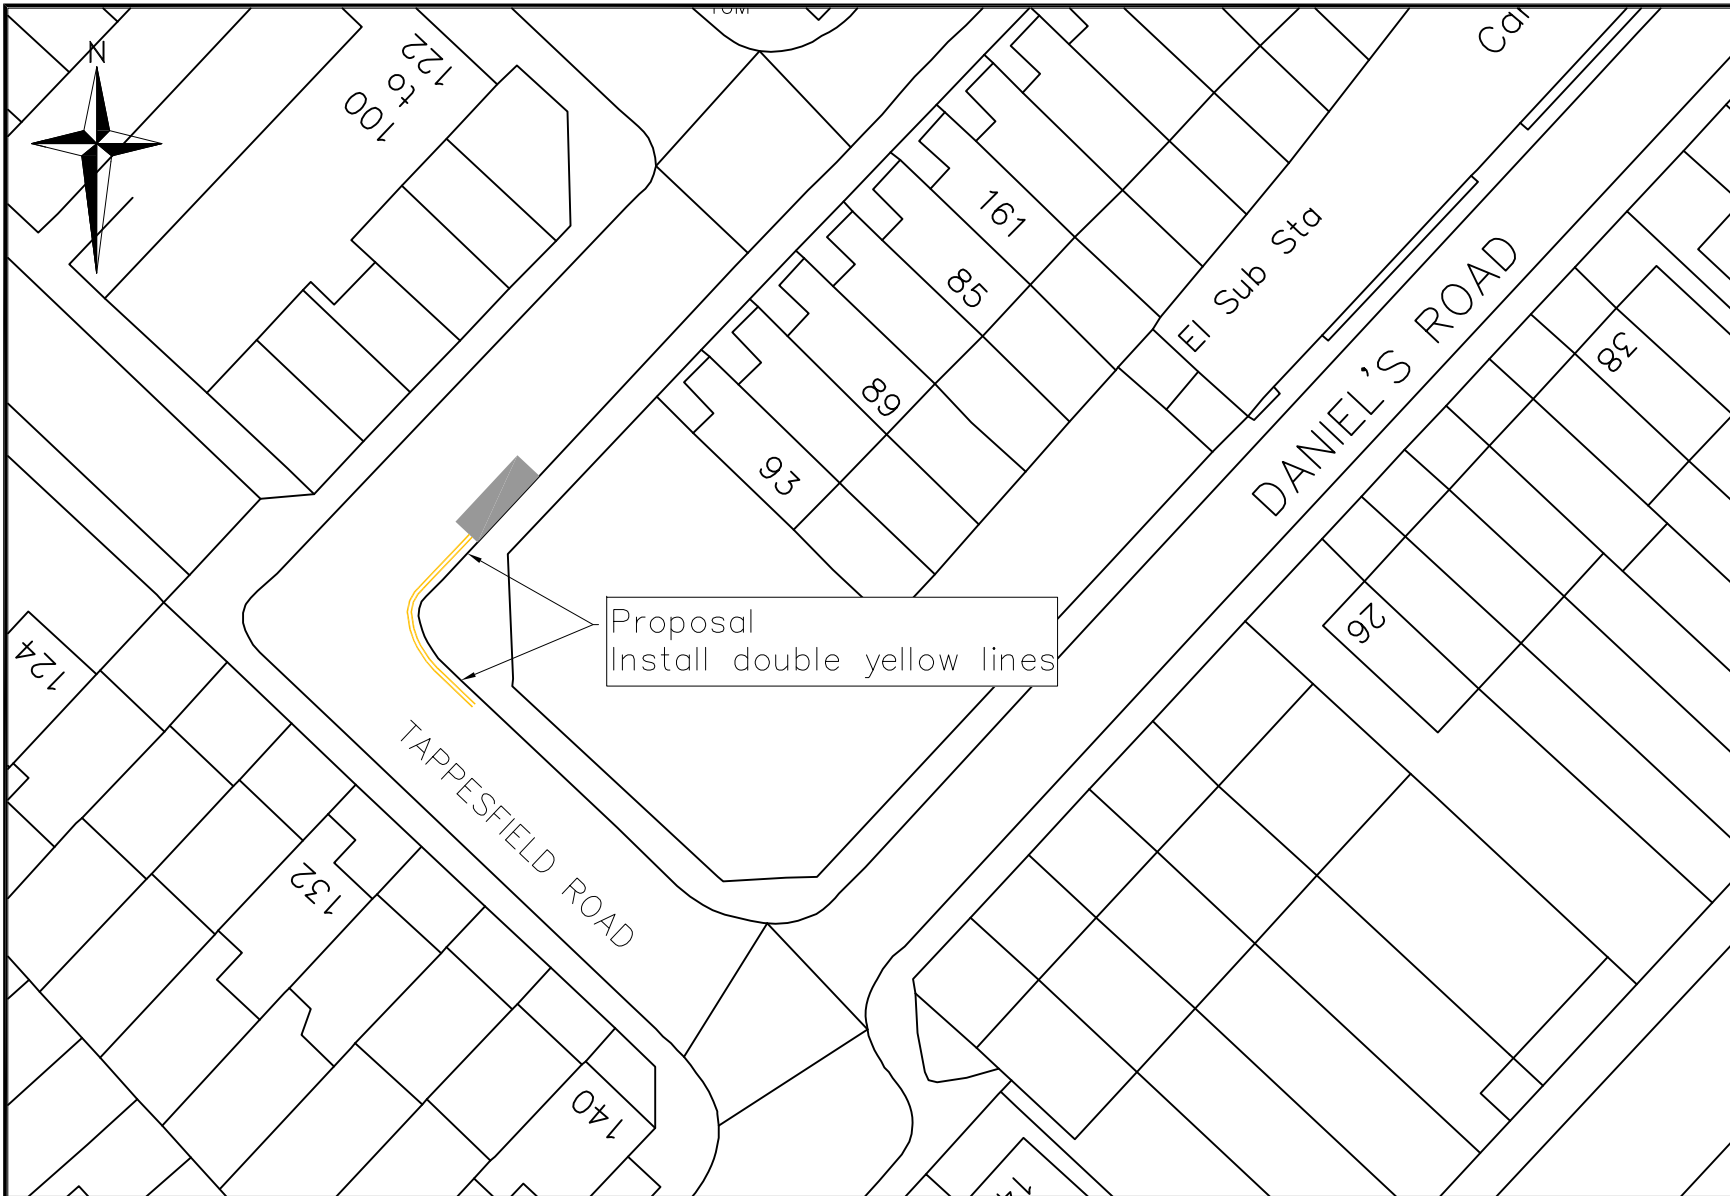 N
100
to
122
161
85
89
93
El Sub Sta
DANIEL'S ROAD
38
26
Proposal
Install double yellow lines
124
TAPPESFIELD ROAD
132
140